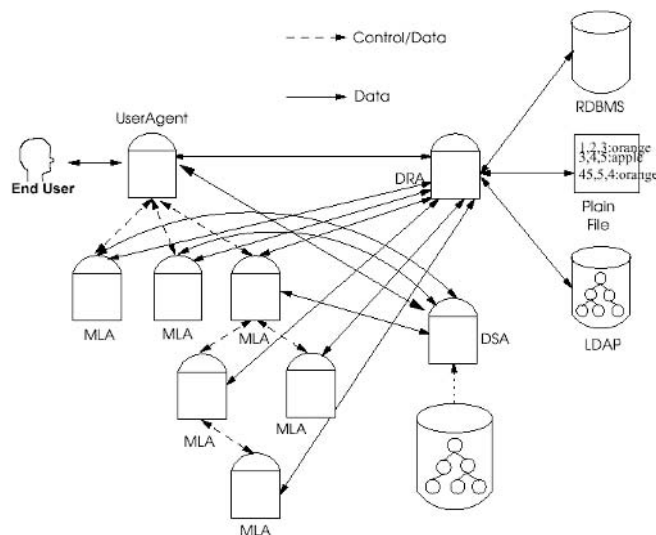 Control/Data
Data
UserAgent
End User
DRA
RDBMS
1,2,3:orange
3,4,5:apple
45,5,4:orange
Plain
File
LDAP
MLA
MLA
MLA
DSA
MLA
MLA
MLA